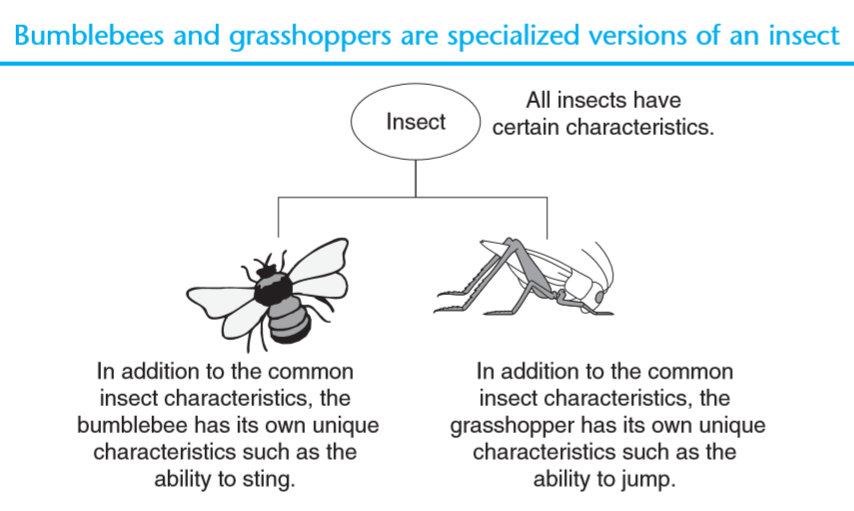 Bumblebees and grasshoppers are specialized versions of an insect
Insect
All insects have
certain characteristics.
In addition to the common
insect characteristics, the
bumblebee has its own unique
characteristics such as the
ability to sting.
In addition to the common
insect characteristics, the
grasshopper has its own unique
characteristics such as the
ability to jump.